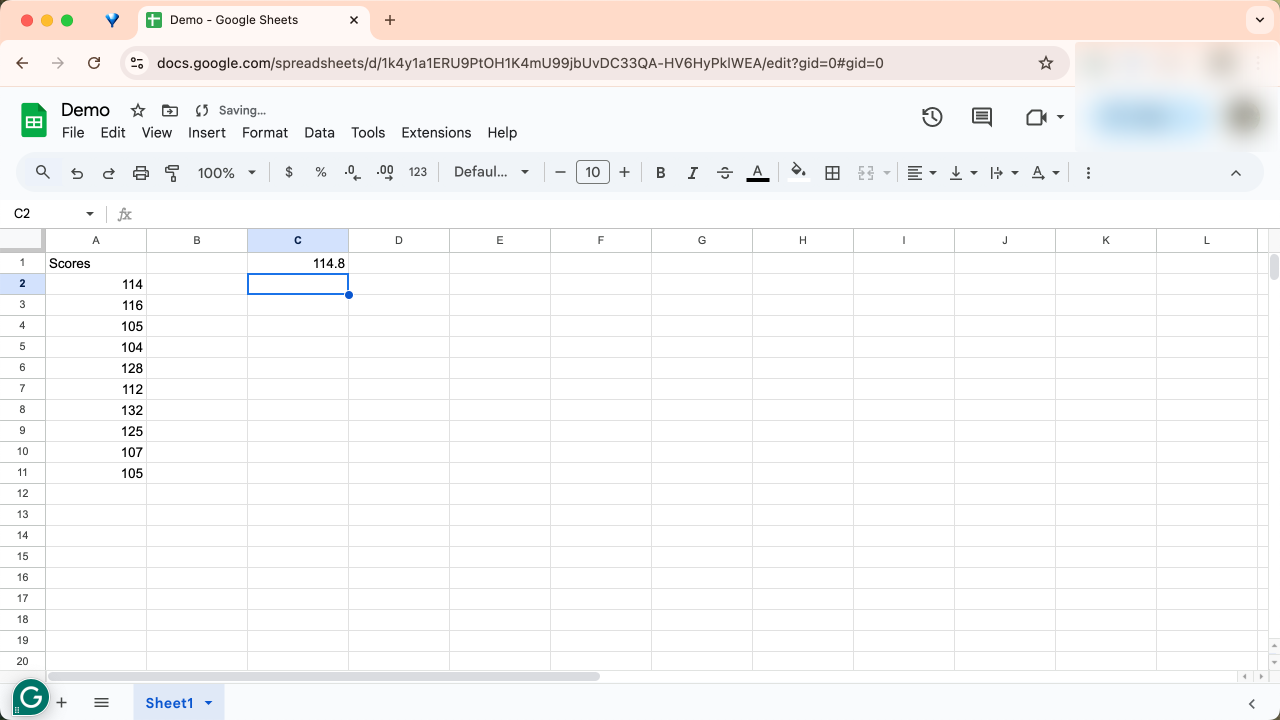 Demo - Google Sheets
docs.google.com/spreadsheets/d/1k4y1a1ERU9PtOH1K4mU99jbUvDC33QA-HV6HyPklWEA/edit?gid=0#gid=0
Demo Saving...
File Edit View Insert Format Data Tools Extensions Help
100% $ % .0 .00 123 Defaul... 10 B I S A
C2 fx
A B C D E F G H I J K L
1 Scores 114.8
2 114
3 116
4 105
5 104
6 128
7 112
8 132
9 125
10 107
11 105
12
13
14
15
16
17
18
19
20
Sheet1